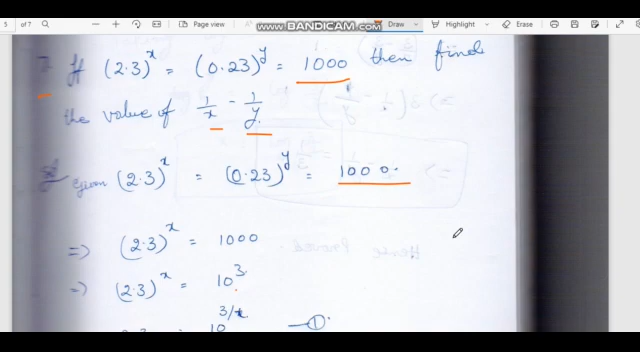 5 of 7
Page view
WWW.BANDICAM.COM
Draw
Highlight
Erase
7. If (2.3)^x = (0.23)^y = 1000 then find
the value of 1/x - 1/y.
Sol Given (2.3)^x = (0.23)^y = 1000.
=> (2.3)^x = 1000
=> (2.3)^x = 10^3
10^3/x —①.